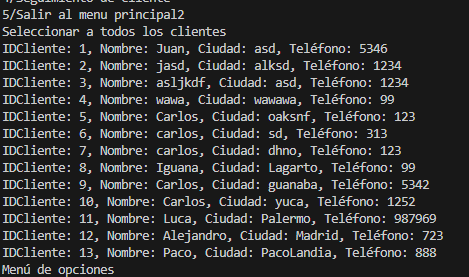 4/Seguimiento de cliente
5/Salir al menu principal2
Seleccionar a todos los clientes
IDCliente: 1, Nombre: Juan, Ciudad: asd, Teléfono: 5346
IDCliente: 2, Nombre: jasd, Ciudad: alksd, Teléfono: 1234
IDCliente: 3, Nombre: asljkdf, Ciudad: asd, Teléfono: 1234
IDCliente: 4, Nombre: wawa, Ciudad: wawawa, Teléfono: 99
IDCliente: 5, Nombre: Carlos, Ciudad: oaksnf, Teléfono: 123
IDCliente: 6, Nombre: carlos, Ciudad: sd, Teléfono: 313
IDCliente: 7, Nombre: carlos, Ciudad: dhno, Teléfono: 123
IDCliente: 8, Nombre: Iguana, Ciudad: Lagarto, Teléfono: 99
IDCliente: 9, Nombre: Carlos, Ciudad: guanaba, Teléfono: 5342
IDCliente: 10, Nombre: Carlos, Ciudad: yuca, Teléfono: 1252
IDCliente: 11, Nombre: Luca, Ciudad: Palermo, Teléfono: 987969
IDCliente: 12, Nombre: Alejandro, Ciudad: Madrid, Teléfono: 723
IDCliente: 13, Nombre: Paco, Ciudad: PacoLandia, Teléfono: 888
Menú de opciones